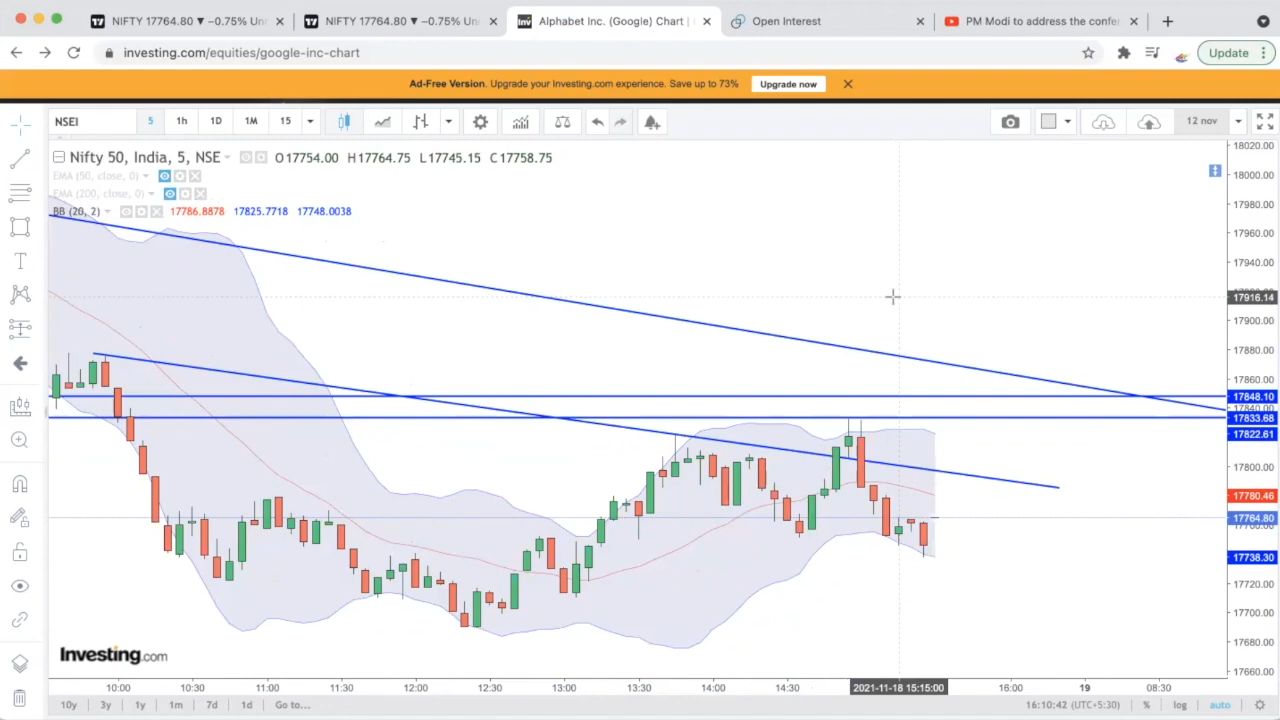 NIFTY 17764.80 ▼ −0.75% Un
NIFTY 17764.80 ▼ −0.75% Un
Alphabet Inc. (Google) Chart |
Open Interest
PM Modi to address the confer
investing.com/equities/google-inc-chart
Update
Ad-Free Version. Upgrade your Investing.com experience. Save up to 73%
Upgrade now
NSEI
5
1h
1D
1M
15
12 nov
Nifty 50, India, 5, NSE
O17754.00 H17764.75 L17745.15 C17758.75
EMA (50, close, 0)
EMA (200, close, 0)
BB (20, 2)
17786.8878 17825.7718 17748.0038
18020.00
18000.00
17980.00
17960.00
17940.00
17916.14
17900.00
17880.00
17860.00
17848.10
17840.00
17833.68
17822.61
17800.00
17780.46
17764.80
17760.00
17738.30
17720.00
17700.00
17680.00
17660.00
Investing.com
10:00 10:30 11:00 11:30 12:00 12:30 13:00 13:30 14:00 14:30 2021-11-18 15:15:00 16:00 19 08:30
10y 3y 1y 1m 7d 1d Go to... 16:10:42 (UTC+5:30) % log auto